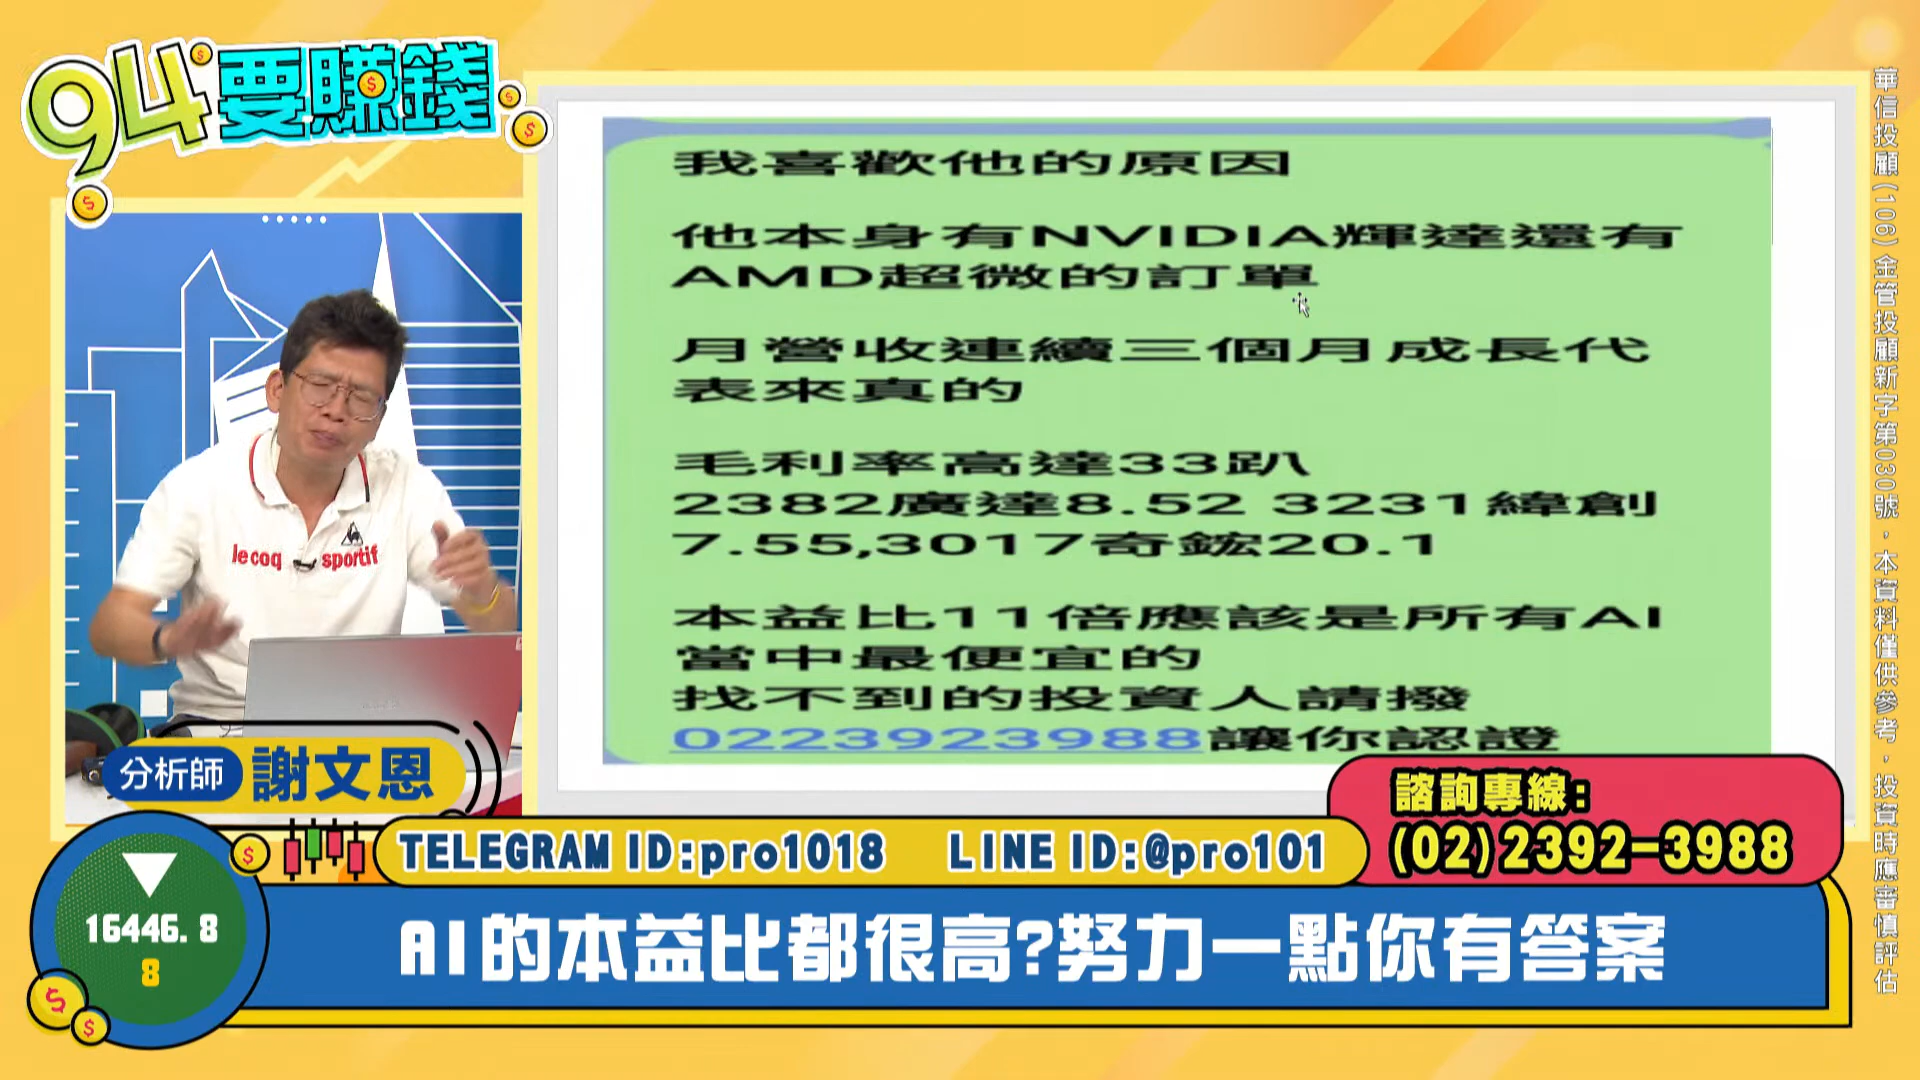 94要賺錢
我喜歡他的原因
他本身有NVIDIA輝達還有
AMD超微的訂單
月營收連續三個月成長代
表來真的
毛利率高達33趴
2382廣達8.52 3231緯創
7.55,3017奇鋐20.1
本益比11倍應該是所有AI
當中最便宜的
找不到的投資人請撥
0223923988讓你認證
le coq sportif
分析師 謝文恩
諮詢專線:
(02)2392-3988
TELEGRAM ID:pro1018 LINE ID:@pro101
16446.8
8
AI的本益比都很高?努力一點你有答案
華信投顧(106)金管投顧新字第030號，本資料僅供參考，投資時應審慎評估